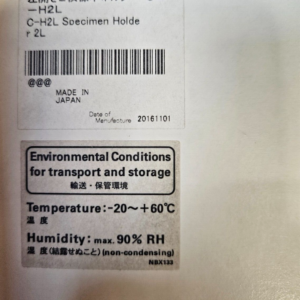 ーH2L
C-H2L Specimen Holde
r 2L
@@@
MADE IN
JAPAN
Date of
Manufacture 20161101
Environmental Conditions
for transport and storage
輸送・保管環境
Temperature:-20～+60℃
温 度
Humidity: max. 90% RH
湿 度(結露せぬこと)(non-condensing)
NSX133